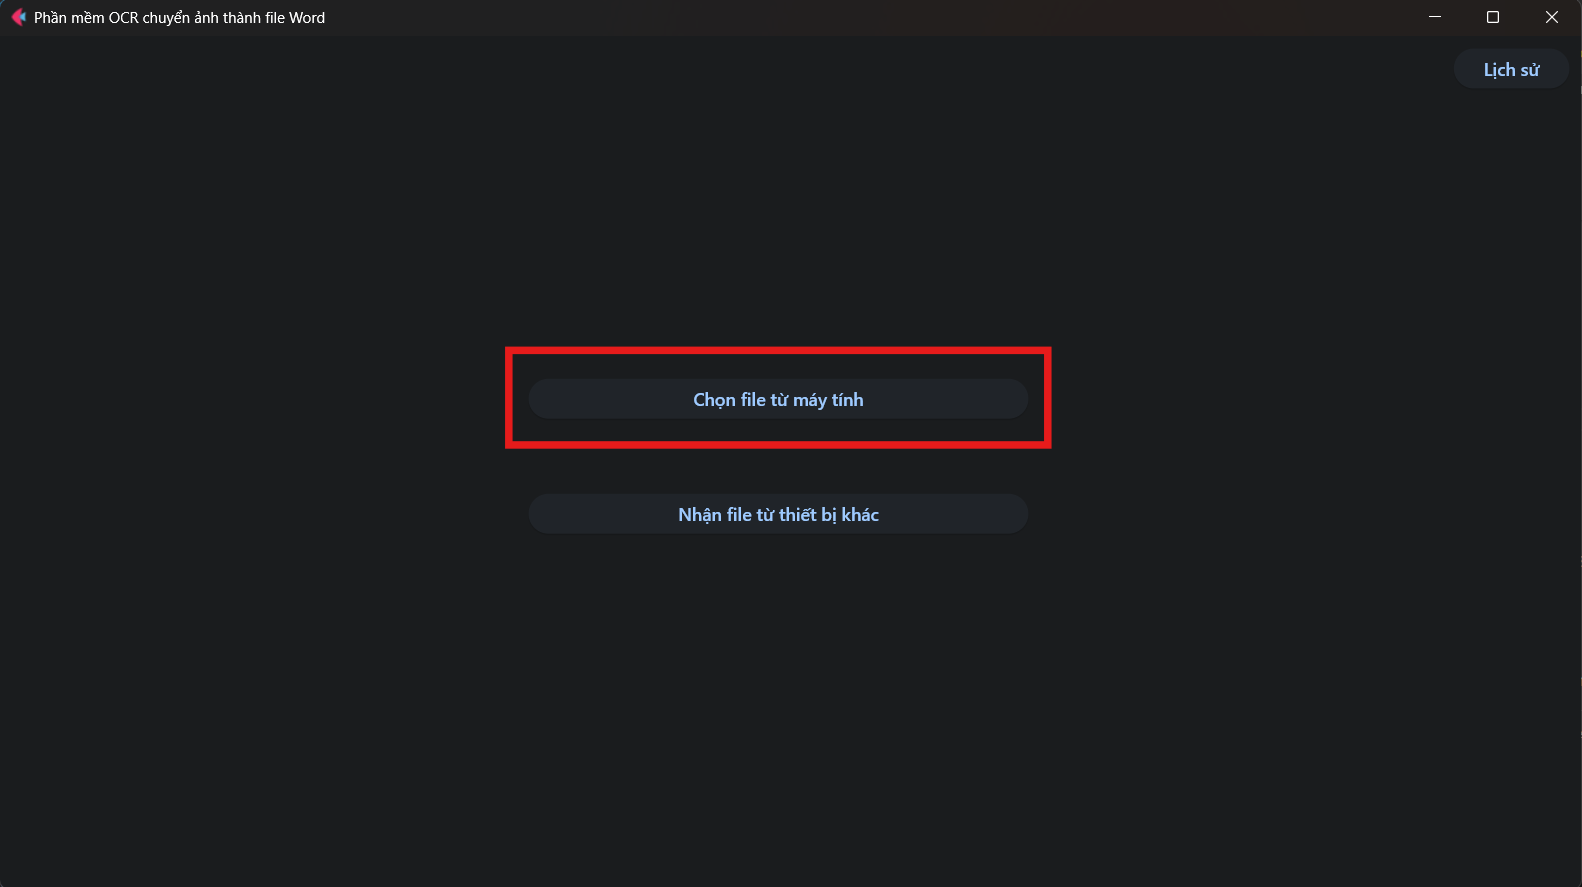 Phần mềm OCR chuyển ảnh thành file Word
Lịch sử
Chọn file từ máy tính
Nhận file từ thiết bị khác